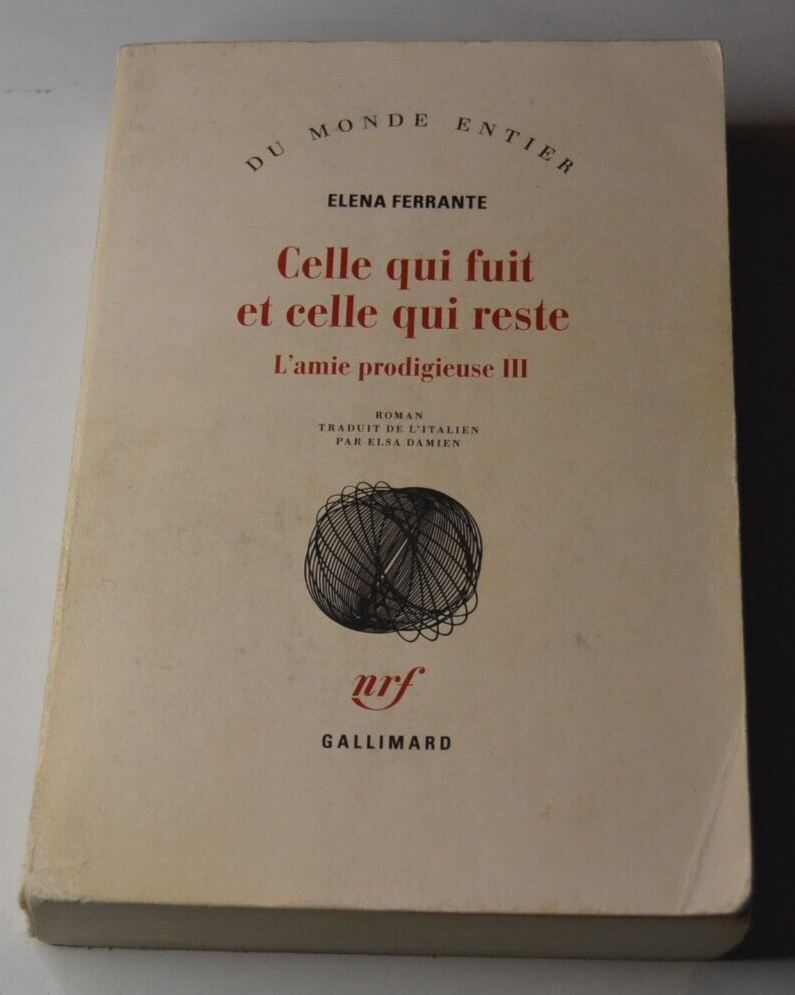 DU MONDE ENTIER
ELENA FERRANTE
Celle qui fuit
et celle qui reste
L'amie prodigieuse III
ROMAN
TRADUIT DE L'ITALIEN
PAR ELSA DAMIEN
nrf
GALLIMARD